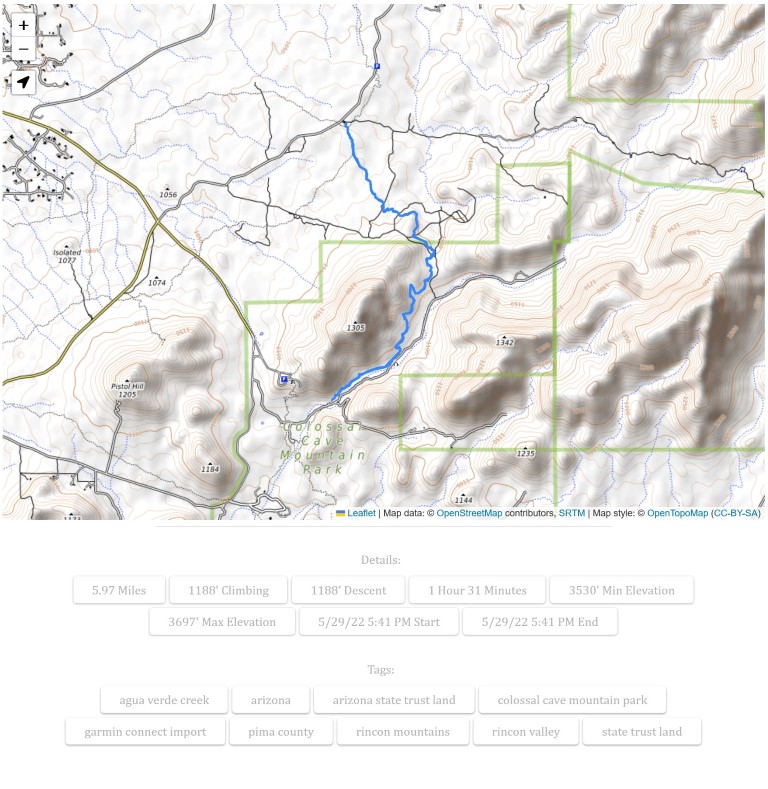 +
−
1056
Isolated
1077
1074
1305
1342
Pistol Hill
1205
Colossal
Cave
Mountain
Park
1184
1235
1144
Leaflet | Map data: © OpenStreetMap contributors, SRTM | Map style: © OpenTopoMap (CC-BY-SA)
Details:
5.97 Miles 1188' Climbing 1188' Descent 1 Hour 31 Minutes 3530' Min Elevation
3697' Max Elevation 5/29/22 5:41 PM Start 5/29/22 5:41 PM End
Tags:
agua verde creek arizona arizona state trust land colossal cave mountain park
garmin connect import pima county rincon mountains rincon valley state trust land